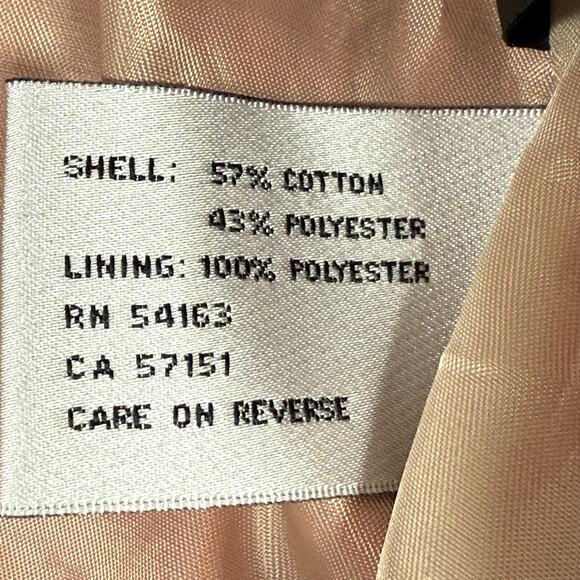 SHELL: 57% COTTON
43% POLYESTER
LINING: 100% POLYESTER
RN 54163
CA 57151
CARE ON REVERSE